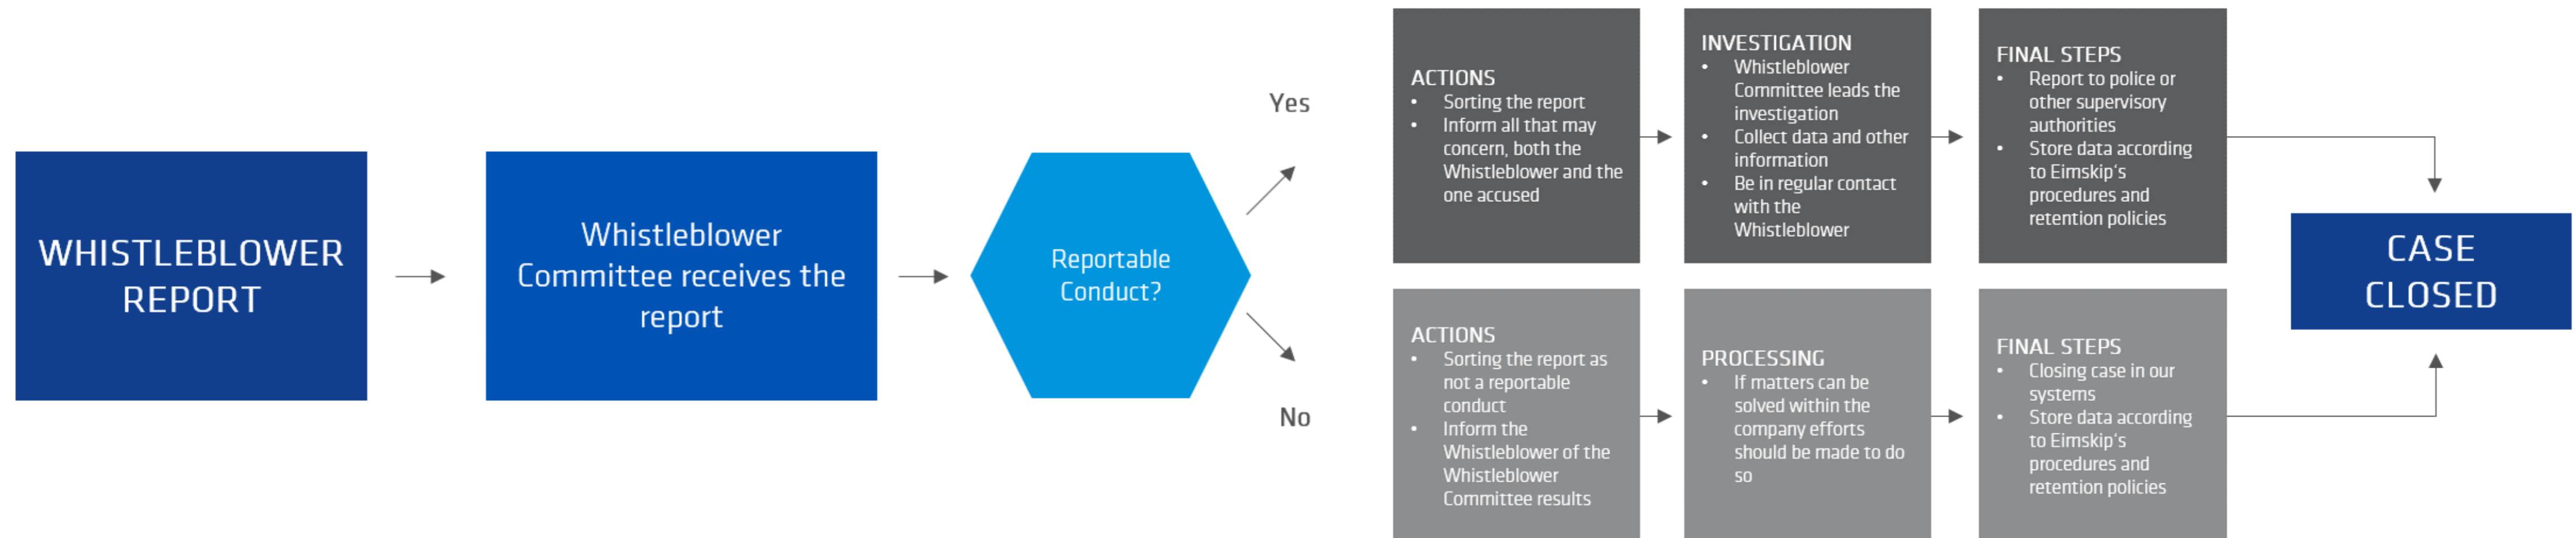 WHISTLEBLOWER
REPORT
Whistleblower
Committee receives the
report
Reportable
Conduct?
Yes
ACTIONS
• Sorting the report
• Inform all that may
concern, both the
Whistleblower and the
one accused
INVESTIGATION
• Whistleblower
Committee leads the
investigation
• Collect data and other
information
• Be in regular contact
with the
Whistleblower
FINAL STEPS
• Report to police or
other supervisory
authorities
• Store data according
to Eimskip's
procedures and
retention policies
No
ACTIONS
• Sorting the report as
not a reportable
conduct
• Inform the
Whistleblower of the
Whistleblower
Committee results
PROCESSING
• If matters can be
solved within the
company efforts
should be made to do
so
FINAL STEPS
• Closing case in our
systems
• Store data according
to Eimskip's
procedures and
retention policies
CASE
CLOSED